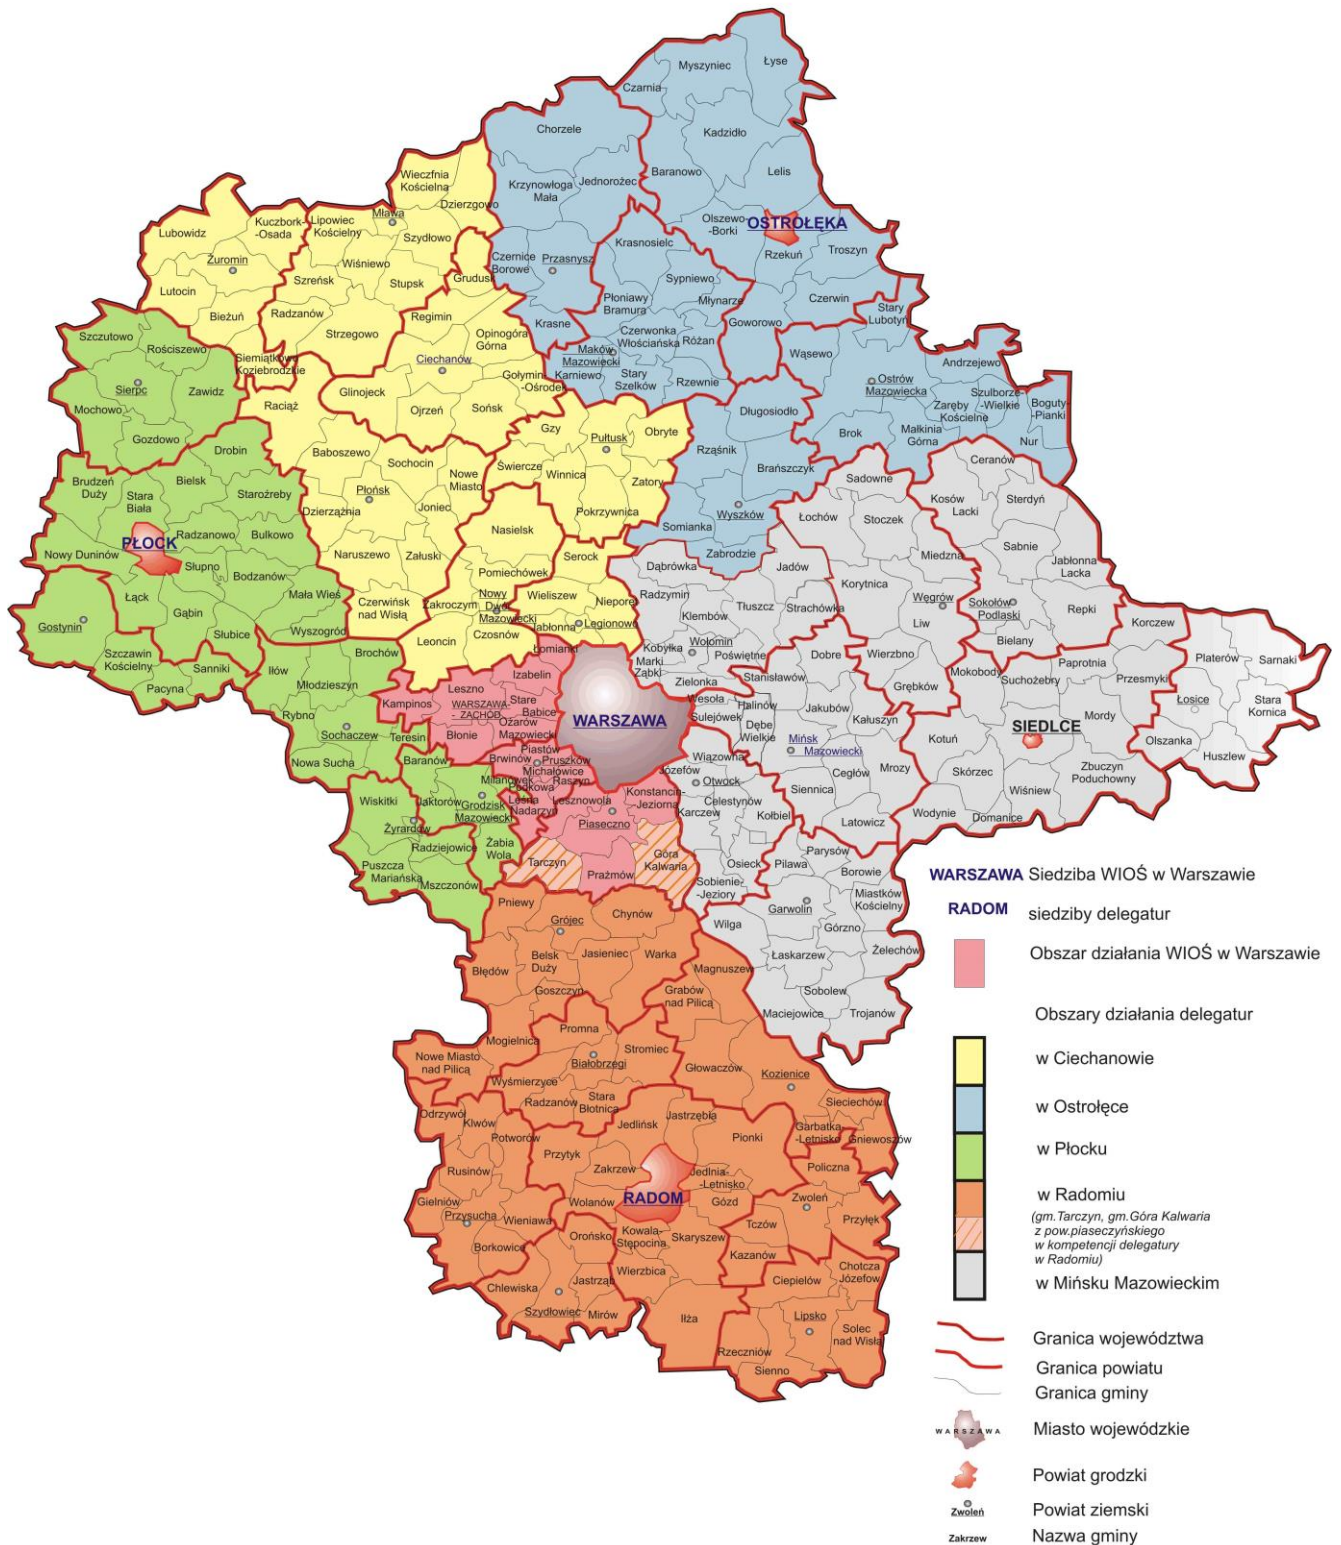 Łyse
Myszyniec
Czarnia
Chorzele
Kadzidło
Wieczfnia
Kościelna
Baranowo
Lelis
Krzynowłoga
Mała
Jednorożec
Dzierzgowo
Kuczbork-
-Osada
Lipowiec
Kościelny
Mława
Olszewo-
-Borki
OSTROŁĘKA
Lubowidz
Szydłowo
Krasnosielc
Rzekuń
Troszyn
Żuromin
Wiśniewo
Czernice
Borowe
Przasnysz
Sypniewo
Lutocin
Szreńsk
Stupsk
Grudusk
Płoniawy
Bramura
Młynarze
Czerwin
Stary
Lubotyń
Bieżuń
Radzanów
Regimin
Krasne
Goworowo
Szczutowo
Strzegowo
Opinogóra
Górna
Czerwonka
Włościańska
Różan
Wąsewo
Andrzejewo
Rościszewo
Siemiątkowo
Koziebrodzkie
Ciechanów
Maków
Mazowiecki
Karniewo
Stary
Szelków
Rzewnie
Ostrów
Mazowiecka
Szulborze-
-Wielkie
Boguty-
Pianki
Sierpc
Zawidz
Glinojeck
Gołymin-
-Ośrodek
Zaręby
Kościelne
Mochowo
Raciąż
Ojrzeń
Sońsk
Długosiodło
Małkinia
Górna
Nur
Gozdowo
Gzy
Pułtusk
Obryte
Brok
Drobin
Baboszewo
Sochocin
Nowe
Miasto
Świercze
Winnica
Rząśnik
Brańszczyk
Ceranów
Brudzeń
Duży
Bielsk
Staroźreby
Płońsk
Zatory
Sadowne
Kosów
Lacki
Sterdyń
Stara
Biała
Dzierzążnia
Joniec
Pokrzywnica
Wyszków
Łochów
Stoczek
PŁOCK
Radzanowo
Bulkowo
Nasielsk
Somianka
Sabnie
Nowy Duninów
Słupno
Naruszewo
Załuski
Serock
Zabrodzie
Miedzna
Jabłonna
Lacka
Bodzanów
Pomiechówek
Dąbrówka
Jadów
Korytnica
Łąck
Mała Wieś
Czerwińsk
nad Wisłą
Zakroczym
Nowy
Dwór
Mazowiecki
Wieliszew
Nieporęt
Radzymin
Tłuszcz
Strachówka
Węgrów
Sokołów
Podlaski
Repki
Gąbin
Klembów
Gostynin
Słubice
Wyszogród
Leoncin
Czosnów
Jabłonna
Legionowo
Liw
Korczew
Szczawin
Kościelny
Brochów
Łomianki
Kobyłka
Wołomin
Bielany
Sanniki
Iłów
Marki
Ząbki
Poświętne
Dobre
Wierzbno
Platerów
Sarnaki
Pacyna
Młodzieszyn
Izabelin
Zielonka
Stanisławów
Mokobody
Paprotnia
Leszno
Grębków
Suchożebry
Przesmyki
Kampinos
WARSZAWA-
- ZACHÓD
Stare
Babice
WARSZAWA
Wesoła
Sulejówek
Halinów
Jakubów
Łosice
Stara
Kornica
Rybno
Ożarów
Mazowiecki
Dębe
Wielkie
Kałuszyn
Mordy
Sochaczew
Teresin
Błonie
Mińsk
Mazowiecki
Kotuń
SIEDLCE
Olszanka
Nowa Sucha
Baranów
Brwinów
Piastów
Pruszków
Michałowice
Raszyn
Wiązowna
Mrozy
Huszlew
Milanówek
Podkowa
Leśna
Józefów
Otwock
Cegłów
Skórzec
Zbuczyn
Poduchowny
Wiskitki
Jaktorów
Grodzisk
Mazowiecki
Nadarzyn
Lesznowola
Konstancin-
-Jeziorna
Karczew
Celestynów
Siennica
Wiśniew
Żyrardów
Piaseczno
Kołbiel
Latowicz
Wodynie
Domanice
Radziejowice
Żabia
Wola
Tarczyn
Góra
Kalwaria
Osieck
Pilawa
Parysów
Puszcza
Mariańska
Mszczonów
Prażmów
Sobienie-
-Jeziory
Borowie
WARSZAWA Siedziba WIOŚ w Warszawie
Pniewy
Chynów
Wilga
Garwolin
Miastków
Kościelny
RADOM siedziby delegatur
Grójec
Górzno
Belsk
Duży
Jasieniec
Warka
Łaskarzew
Żelechów
Obszar działania WIOŚ w Warszawie
Błędów
Magnuszew
Goszczyn
Grabów
nad Pilicą
Sobolew
Maciejowice
Trojanów
Obszary działania delegatur
Promna
Mogielnica
Stromiec
Nowe Miasto
nad Pilicą
Białobrzegi
Głowaczów
Kozienice
w Ciechanowie
Wyśmierzyce
Radzanów
Stara
Błotnica
Sieciechów
w Ostrołęce
Odrzywół
Klwów
Jedlińsk
Jastrzębia
Garbatka-
-Letnisko
Gniewoszów
Potworów
Pionki
w Płocku
Przytyk
Rusinów
Zakrzew
Jedlnia-
-Letnisko
Policzna
w Radomiu
Gielniów
RADOM
Wolanów
Gózd
Zwoleń
(gm.Tarczyn, gm.Góra Kalwaria
z pow.piaseczyńskiego
w kompetencji delegatury
w Radomiu)
Przysucha
Wieniawa
Przyłęk
Orońsko
Kowala-
Stępocina
Skaryszew
Tczów
Borkowice
Kazanów
Wierzbica
Ciepielów
Chotcza
Józefow
w Mińsku Mazowieckim
Chlewiska
Jastrząb
Szydłowiec
Mirów
Iłża
Lipsko
Solec
nad Wisłą
Granica województwa
Rzeczniów
Granica powiatu
Sienno
Granica gminy
WARSZAWA Miasto wojewódzkie
Powiat grodzki
Zwoleń Powiat ziemski
Zakrzew Nazwa gminy